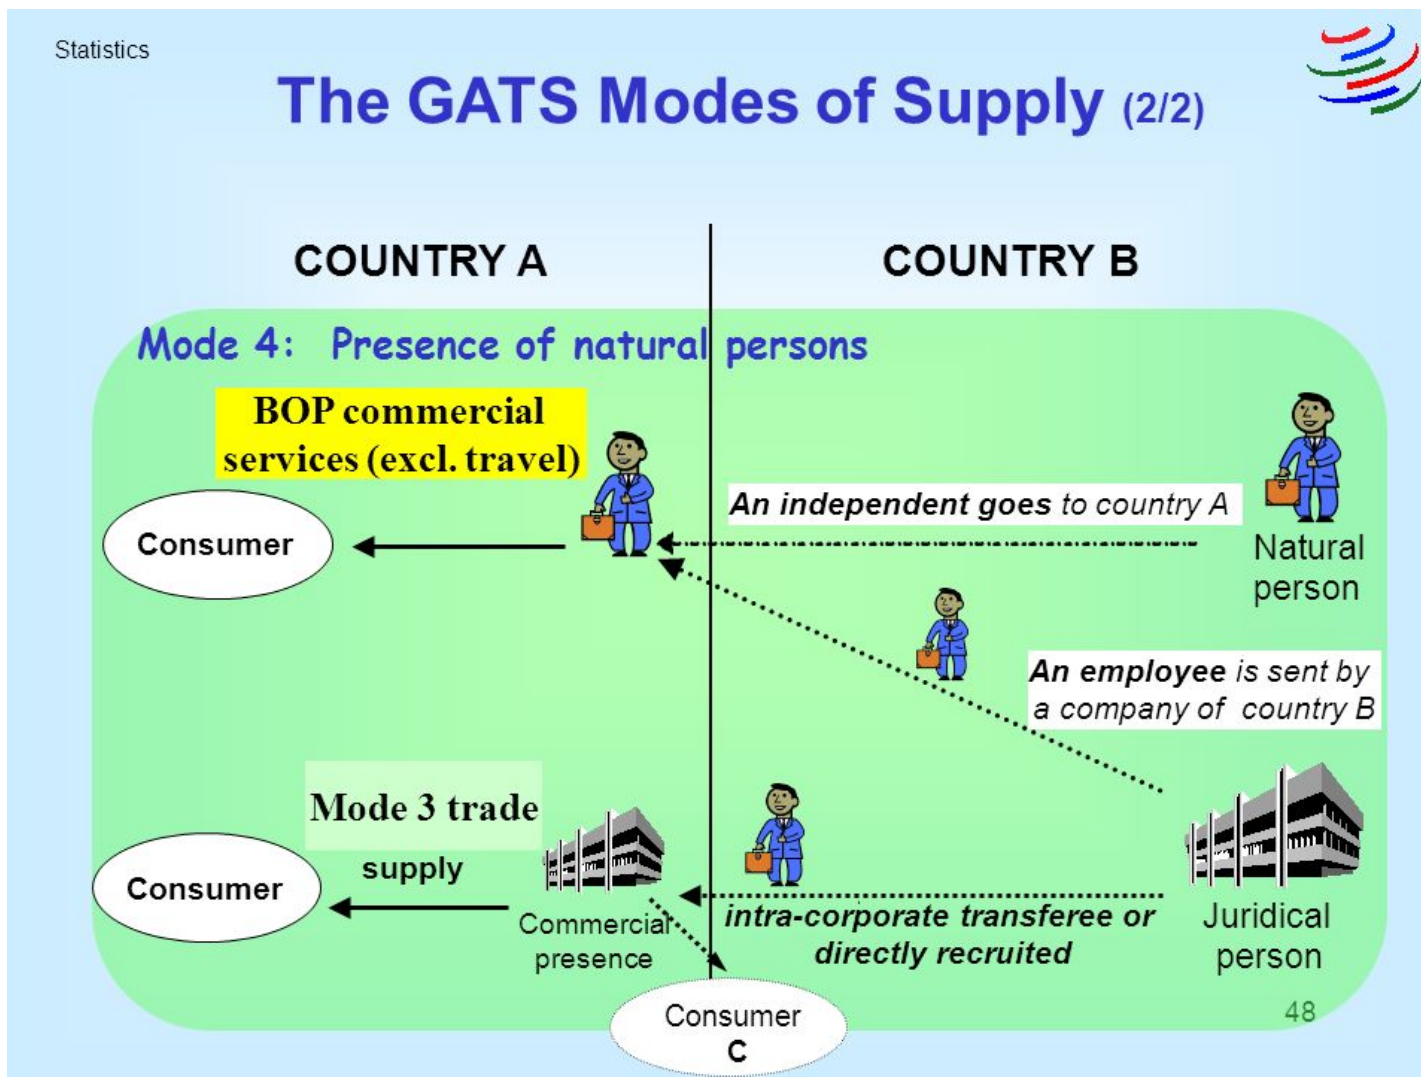 Statistics
The GATS Modes of Supply (2/2)
COUNTRY A
COUNTRY B
Mode 4: Presence of natural persons
BOP commercial
services (excl. travel)
An independent goes to country A
Consumer
Natural
person
An employee is sent by
a company of country B
Mode 3 trade
supply
Consumer
Commercial
presence
intra-corporate transferee or
directly recruited
Juridical
person
Consumer
C
48